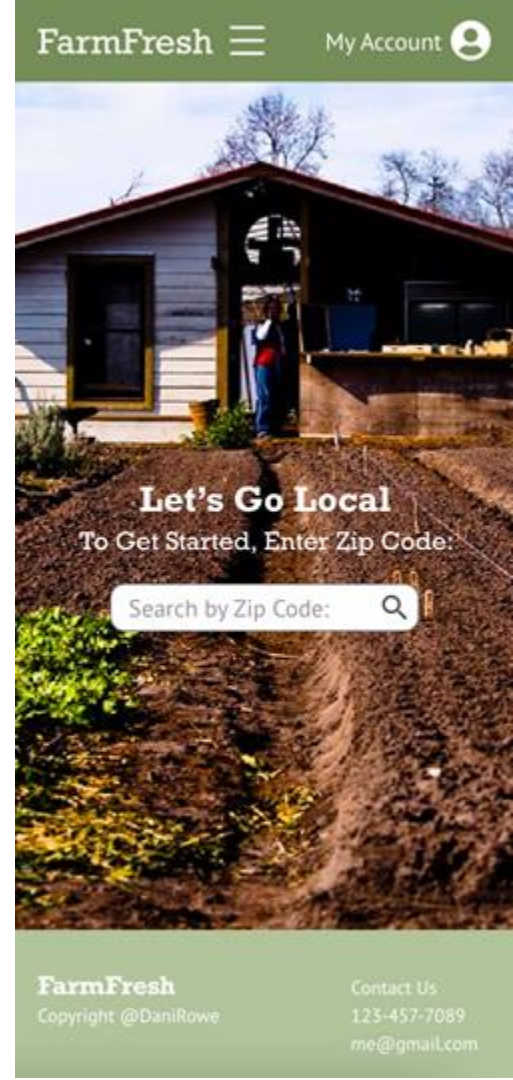 FarmFresh
My Account
Let's Go Local
To Get Started, Enter Zip Code:
Search by Zip Code:
FarmFresh
Copyright @DaniRowe
Contact Us
123-457-7089
me@gmail.com